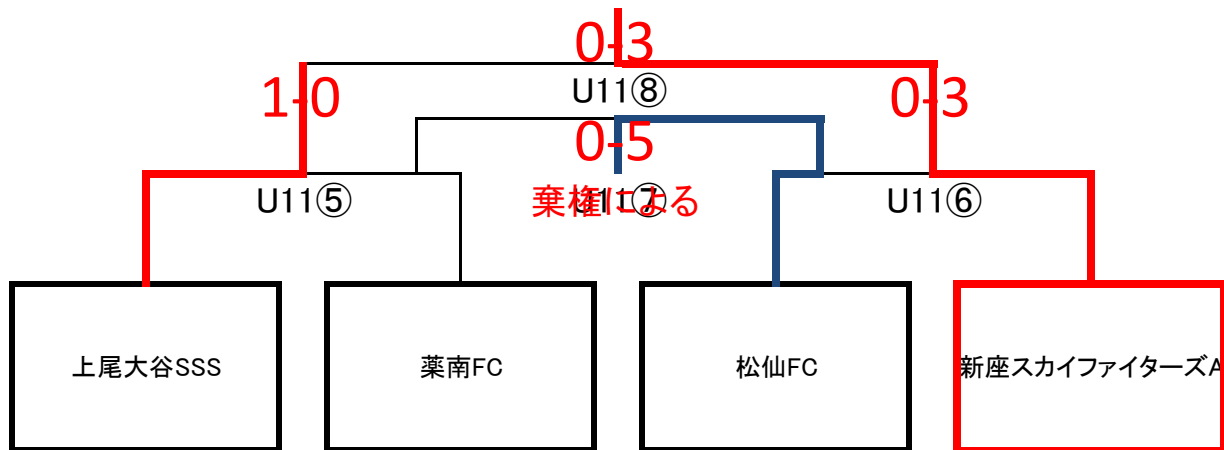 0-3
1-0
U11⑧
0-3
0-5
U11⑤
棄権による
U11⑦
U11⑥
上尾大谷SSS
薬南FC
松仙FC
新座スカイファイターズA